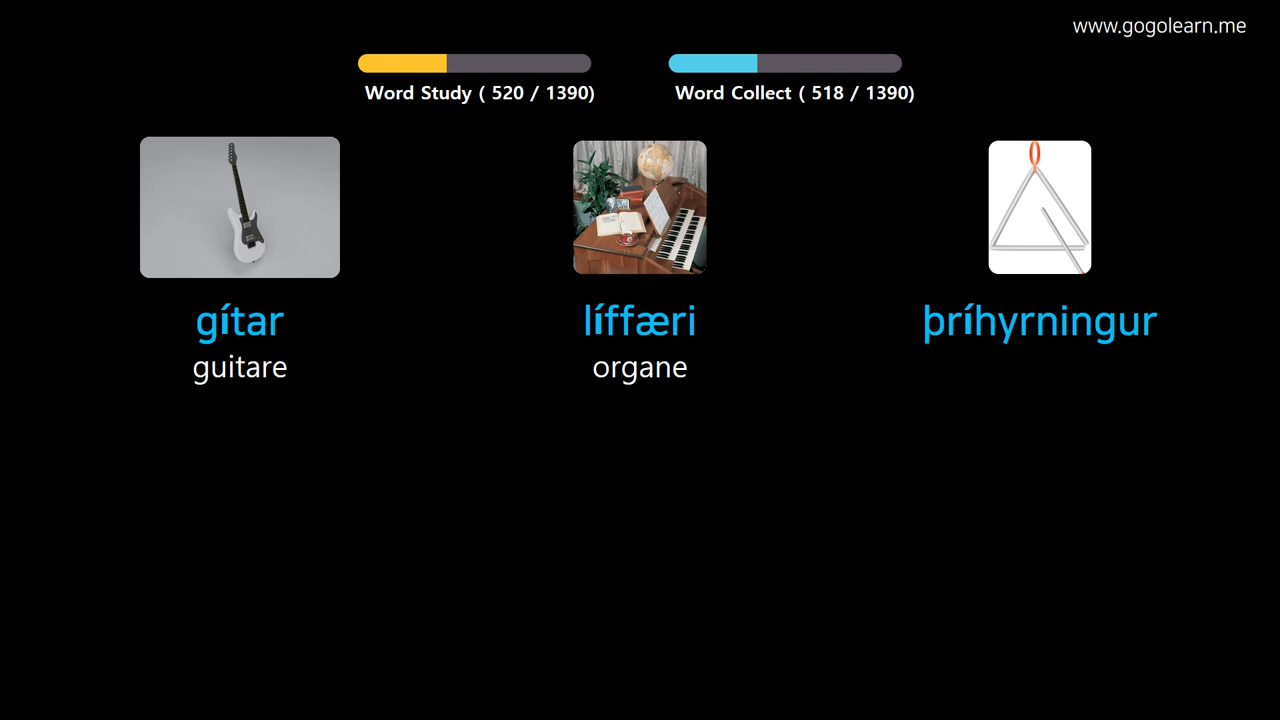 www.gogolearn.me
Word Study ( 520 / 1390)
Word Collect ( 518 / 1390)
gítar
líffæri
þríhyrningur
guitare
organe